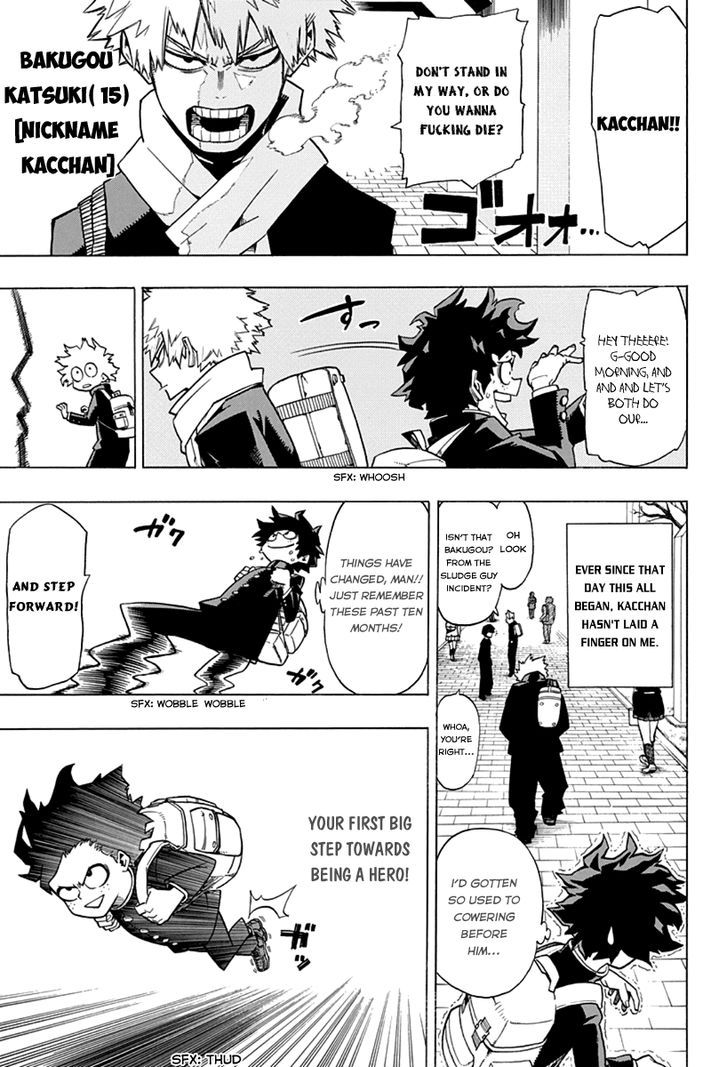 KACCHAN!!
DON'T STAND IN
MY WAY, OR DO
YOU WANNA
FUCKING DIE?
BAKUGOU
KATSUKI( 15)
[NICKNAME
KACCHAN]
ゴオォ...
HEY THEEERE!
G-GOOD
MORNING, AND
AND AND LET'S
BOTH DO
OUR...
すっ
SFX: WHOOSH
EVER SINCE THAT
DAY THIS ALL
BEGAN, KACCHAN
HASN'T LAID A
FINGER ON ME.
OH
LOOK
ISN'T THAT
BAKUGOU?
FROM THE
SLUDGE GUY
INCIDENT?
WHOA,
YOU'RE
RIGHT...
I'D GOTTEN
SO USED TO
COWERING
BEFORE
HIM...
THINGS HAVE
CHANGED, MAN!!
JUST REMEMBER
THESE PAST TEN
MONTHS!
ガク
ガク
AND STEP
FORWARD!
SFX: WOBBLE WOBBLE
YOUR FIRST BIG
STEP TOWARDS
BEING A HERO!
ガッ
SFX: THUD